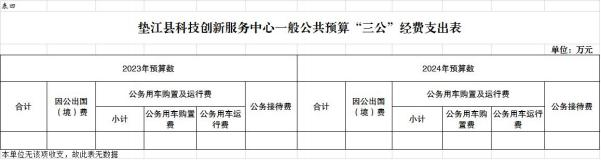 表四
垫江县科技创新服务中心一般公共预算“三公”经费支出表
单位：万元
2023年预算数 2024年预算数
合计 因公出国（境）费 公务用车购置及运行费 公务接待费 合计 因公出国（境）费 公务用车购置及运行费 公务接待费
小计 公务用车购置费 公务用车运行费 小计 公务用车购置费 公务用车运行费
本单位无该项收支，故此表无数据